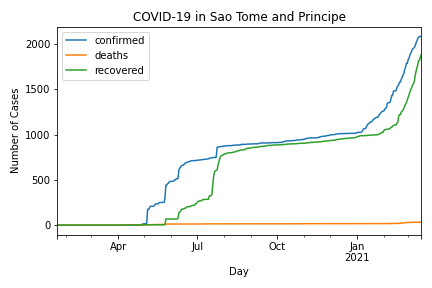 COVID-19 in Sao Tome and Principe
confirmed
deaths
recovered
Number of Cases
2000
1500
1000
500
0
Apr
Jul
Oct
Jan
2021
Day